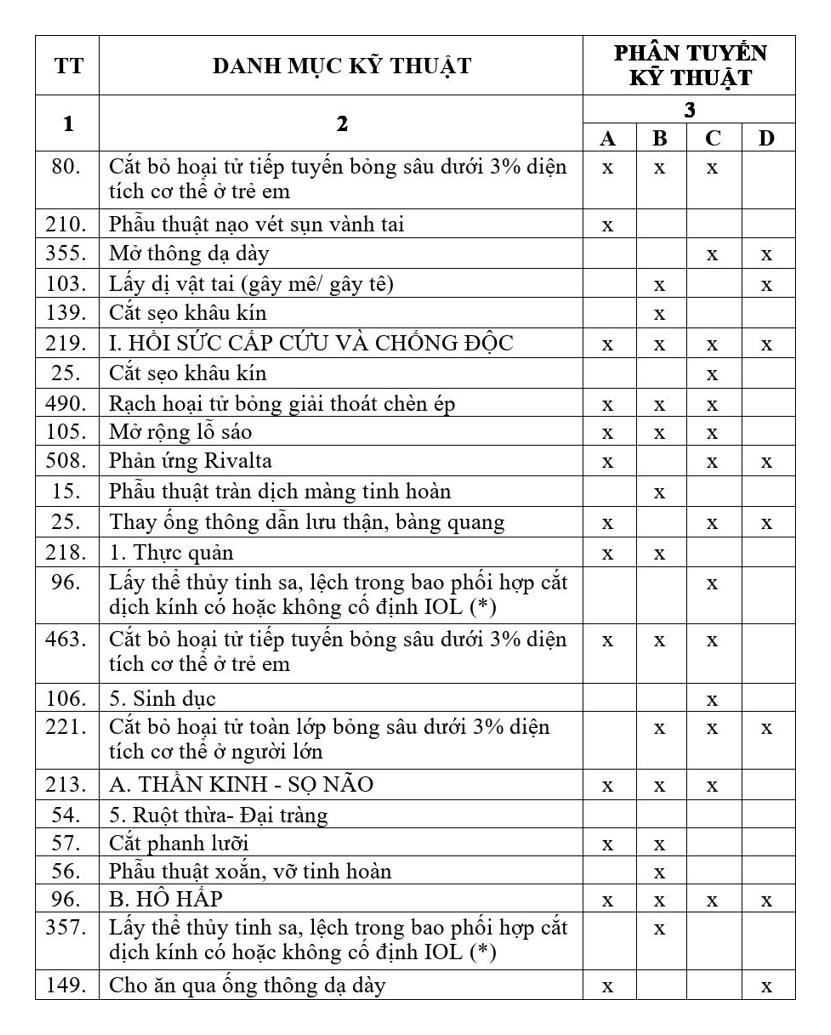 TT DANH MỤC KỸ THUẬT PHÂN TUYẾN
KỸ THUẬT
1 2 3
A B C D
80. Cắt bỏ hoại tử tiếp tuyến bỏng sâu dưới 3% diện x x x
tích cơ thể ở trẻ em
210. Phẫu thuật nạo vét sụn vành tai x
355. Mở thông dạ dày x x
103. Lấy dị vật tai (gây mê/ gây tê) x x
139. Cắt sẹo khâu kín x
219. I. HỒI SỨC CẤP CỨU VÀ CHỐNG ĐỘC x x x x
25. Cắt sẹo khâu kín x
490. Rạch hoại tử bỏng giải thoát chèn ép x x x
105. Mở rộng lỗ sáo x x x
508. Phản ứng Rivalta x x x
15. Phẫu thuật tràn dịch màng tinh hoàn x
25. Thay ống thông dẫn lưu thận, bàng quang x x x
218. 1. Thực quản x x
96. Lấy thể thủy tinh sa, lệch trong bao phối hợp cắt x
dịch kính có hoặc không cố định IOL (*)
463. Cắt bỏ hoại tử tiếp tuyến bỏng sâu dưới 3% diện x x x
tích cơ thể ở trẻ em
106. 5. Sinh dục x
221. Cắt bỏ hoại tử toàn lớp bỏng sâu dưới 3% diện x x x
tích cơ thể ở người lớn
213. A. THẦN KINH - SỌ NÃO x x x
54. 5. Ruột thừa- Đại tràng
57. Cắt phanh lưỡi x x
56. Phẫu thuật xoắn, vỡ tinh hoàn x
96. B. HÔ HẤP x x x x
357. Lấy thể thủy tinh sa, lệch trong bao phối hợp cắt x
dịch kính có hoặc không cố định IOL (*)
149. Cho ăn qua ống thông dạ dày x x